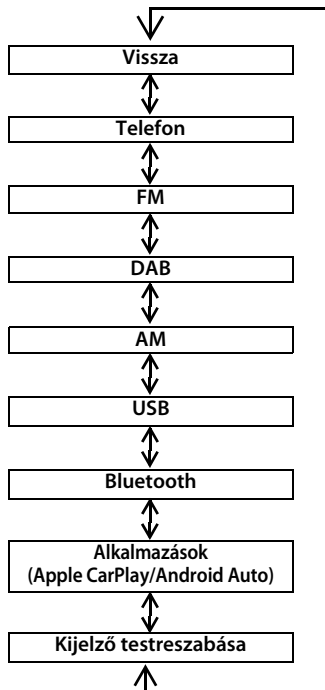 Vissza
Telefon
FM
DAB
AM
USB
Bluetooth
Alkalmazások
(Apple CarPlay/Android Auto)
Kijelző testreszabása